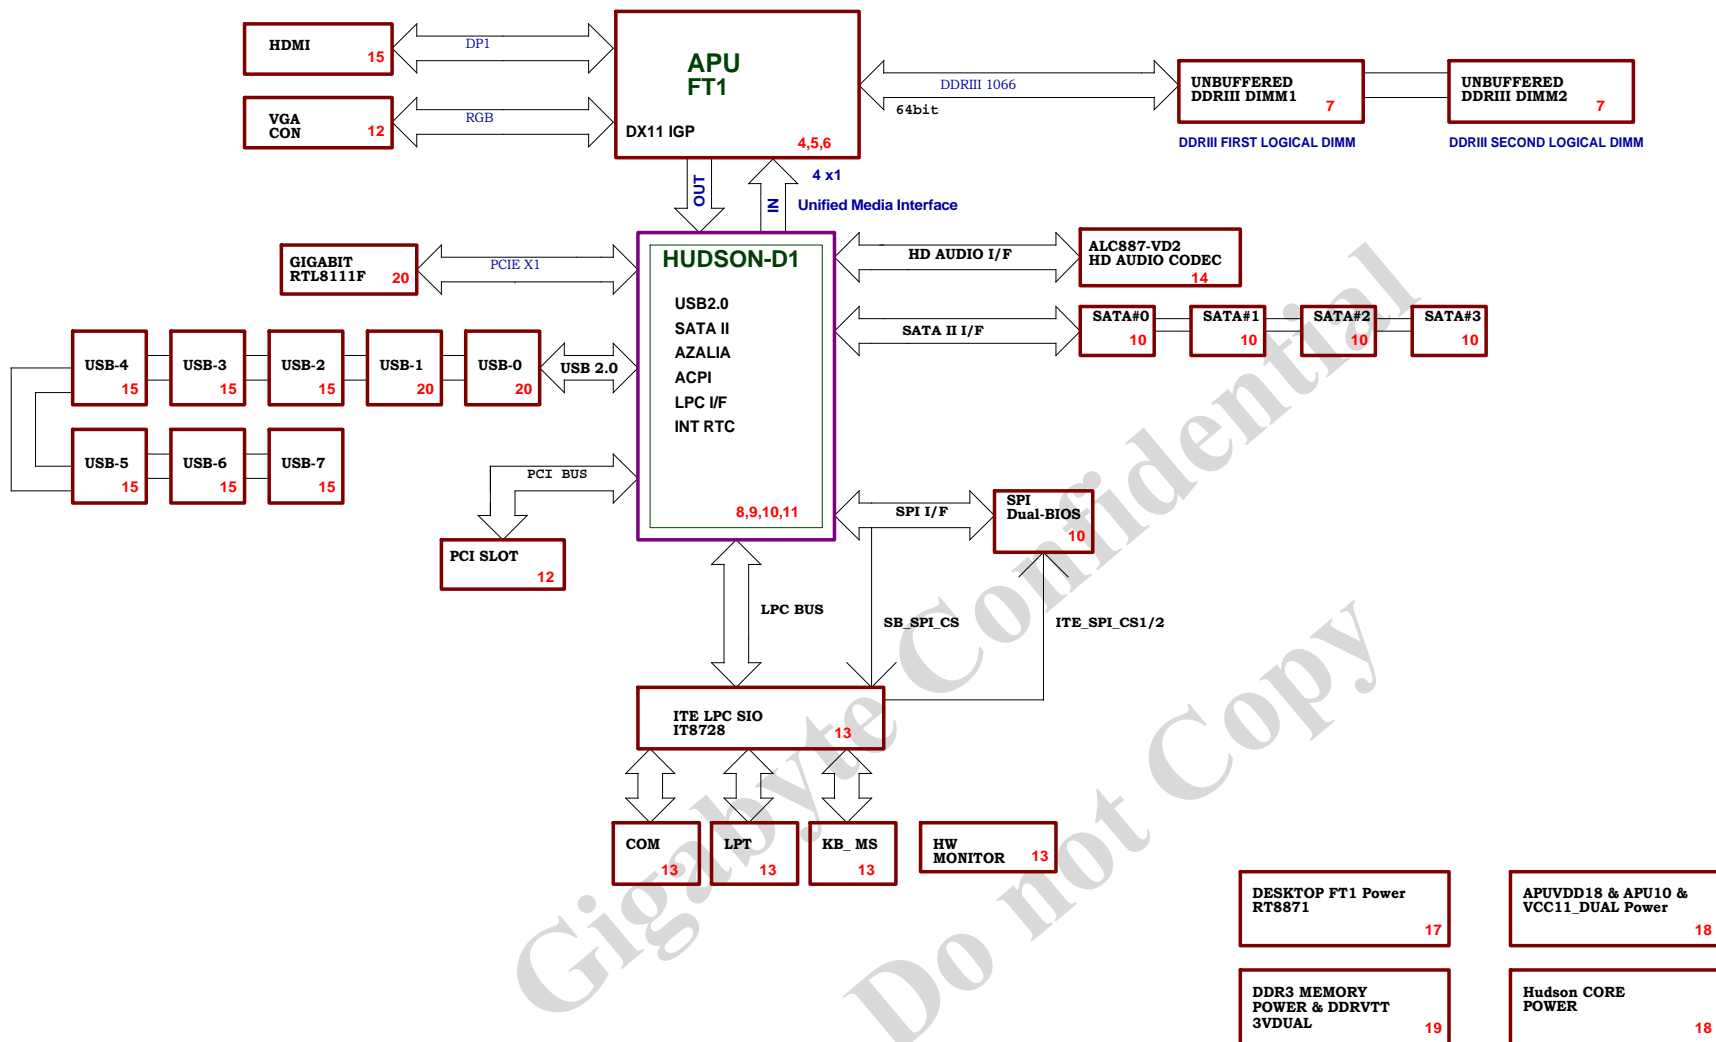 HDMI
15
DP1
APU
FT1
DX11 IGP
4,5,6
VGA
CON
12
RGB
DDRIII 1066
64bit
UNBUFFERED
DDRIII DIMM1
7
DDRIII FIRST LOGICAL DIMM
UNBUFFERED
DDRIII DIMM2
7
DDRIII SECOND LOGICAL DIMM
OUT
IN
4 x1
Unified Media Interface
GIGABIT
RTL8111F
20
PCIE X1
HUDSON-D1
USB2.0
SATA II
AZALIA
ACPI
LPC I/F
INT RTC
8,9,10,11
HD AUDIO I/F
ALC887-VD2
HD AUDIO CODEC
14
SATA II I/F
SATA#0
10
SATA#1
10
SATA#2
10
SATA#3
10
USB-4
15
USB-3
15
USB-2
15
USB-1
20
USB-0
20
USB 2.0
USB-5
15
USB-6
15
USB-7
15
PCI BUS
PCI SLOT
12
SPI I/F
SPI
Dual-BIOS
10
LPC BUS
SB_SPI_CS
ITE_SPI_CS1/2
ITE LPC SIO
IT8728
13
COM
13
LPT
13
KB_ MS
13
HW
MONITOR
13
DESKTOP FT1 Power
RT8871
17
APUVDD18 & APU10 &
VCC11_DUAL Power
18
DDR3 MEMORY
POWER & DDRVTT
3VDUAL
19
Hudson CORE
POWER
18
Gigabyte Confidential
Do not Copy